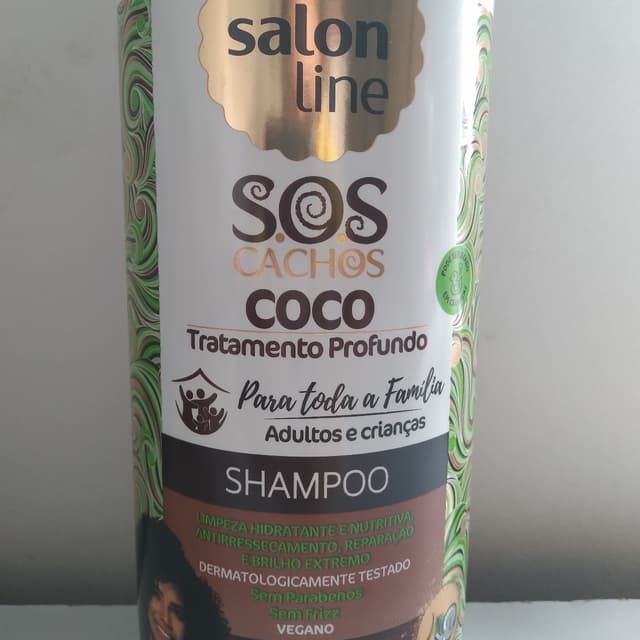 salon
line
S.O.S
CACHOS
COCO
Tratamento Profundo
Para toda a Família
Adultos e crianças
SHAMPOO
LIMPEZA HIDRATANTE E NUTRITIVA,
ANTIRRESSECAMENTO, REPARAÇÃO
E BRILHO EXTREMO
DERMATOLOGICAMENTE TESTADO
Sem Parabenos
Sem Frizz
VEGANO